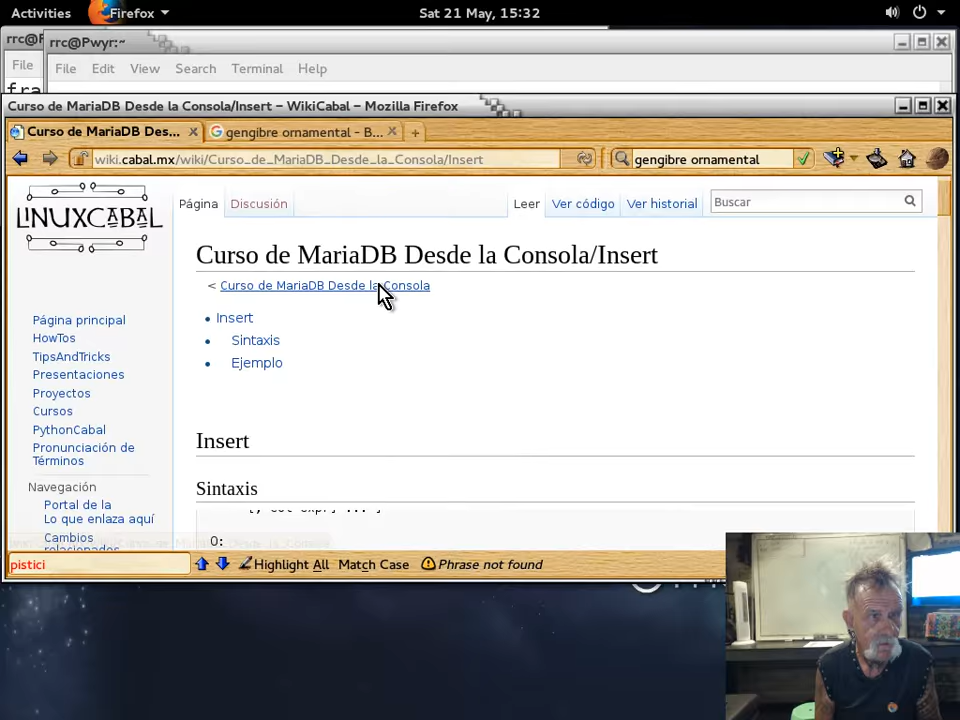 Activities Firefox Sat 21 May, 15:32
rrc@P rrc@Pwyr:~
File File Edit View Search Terminal Help
Curso de MariaDB Desde la Consola/Insert – WikiCabal – Mozilla Firefox
Curso de MariaDB Des... gengibre ornamental - B...
wiki.cabal.mx/wiki/Curso_de_MariaDB_Desde_la_Consola/Insert gengibre ornamental
LINUXCABAL
Página Discusión Leer Ver código Ver historial Buscar
Curso de MariaDB Desde la Consola/Insert
< Curso de MariaDB Desde la Consola
Insert
Sintaxis
Ejemplo
Insert
Sintaxis
O:
Página principal
HowTos
TipsAndTricks
Presentaciones
Proyectos
Cursos
PythonCabal
Pronunciación de
Términos
Navegación
Portal de la
Lo que enlaza aquí
Cambios
relacionados
pistici Highlight All Match Case Phrase not found